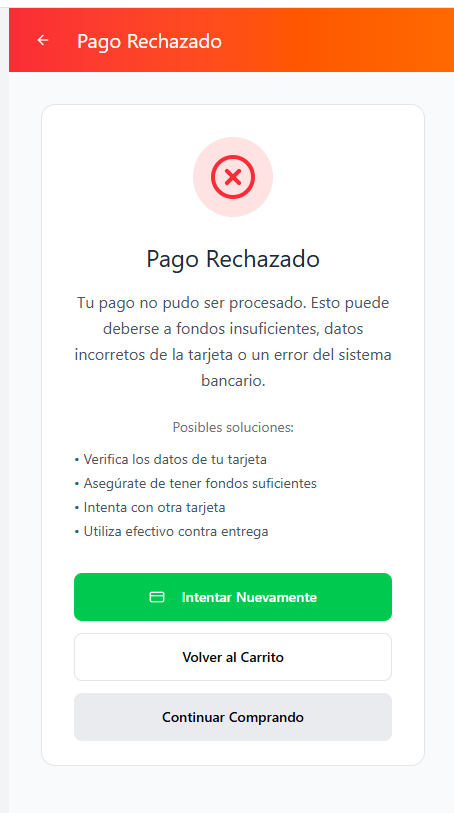 Pago Rechazado
Pago Rechazado
Tu pago no pudo ser procesado. Esto puede
deberse a fondos insuficientes, datos
incorretos de la tarjeta o un error del sistema
bancario.
Posibles soluciones:
• Verifica los datos de tu tarjeta
• Asegúrate de tener fondos suficientes
• Intenta con otra tarjeta
• Utiliza efectivo contra entrega
Intentar Nuevamente
Volver al Carrito
Continuar Comprando